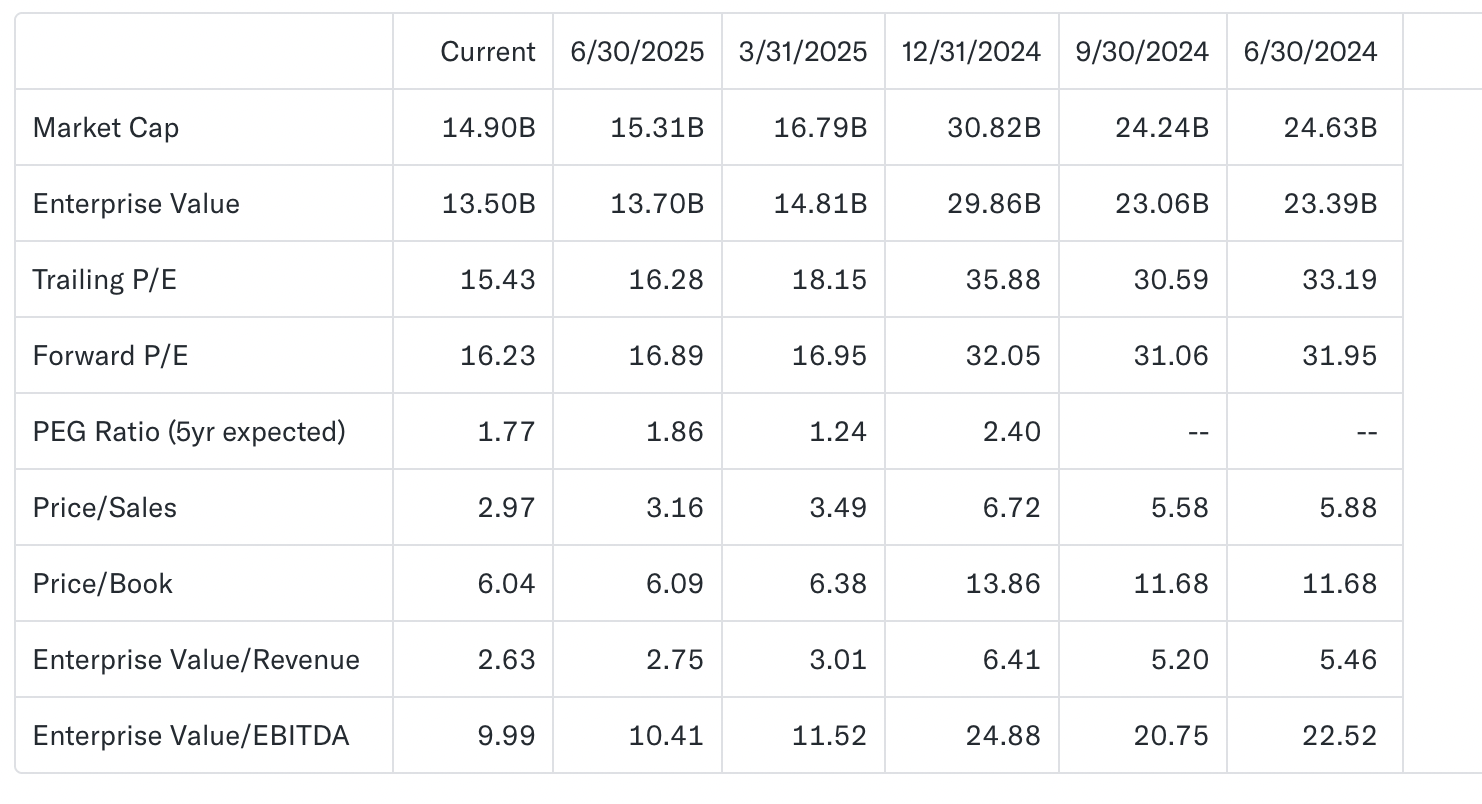 Current 6/30/2025 3/31/2025 12/31/2024 9/30/2024 6/30/2024
Market Cap 14.90B 15.31B 16.79B 30.82B 24.24B 24.63B
Enterprise Value 13.50B 13.70B 14.81B 29.86B 23.06B 23.39B
Trailing P/E 15.43 16.28 18.15 35.88 30.59 33.19
Forward P/E 16.23 16.89 16.95 32.05 31.06 31.95
PEG Ratio (5yr expected) 1.77 1.86 1.24 2.40 -- --
Price/Sales 2.97 3.16 3.49 6.72 5.58 5.88
Price/Book 6.04 6.09 6.38 13.86 11.68 11.68
Enterprise Value/Revenue 2.63 2.75 3.01 6.41 5.20 5.46
Enterprise Value/EBITDA 9.99 10.41 11.52 24.88 20.75 22.52